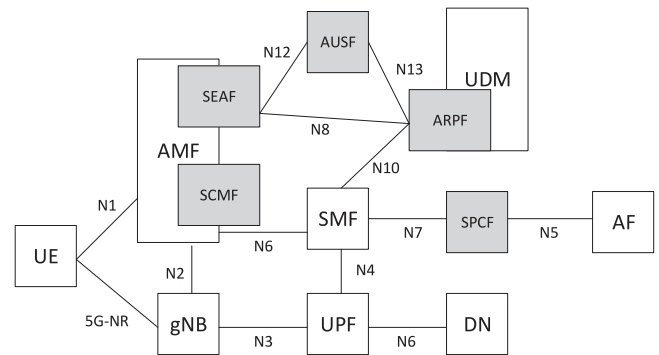 AUSF
N12
N13
UDM
SEAF
ARPF
N8
AMF
N10
SCMF
N1
SMF
SPCF
AF
N6
N7
N5
UE
N2
N4
5G-NR
gNB
UPF
DN
N3
N6